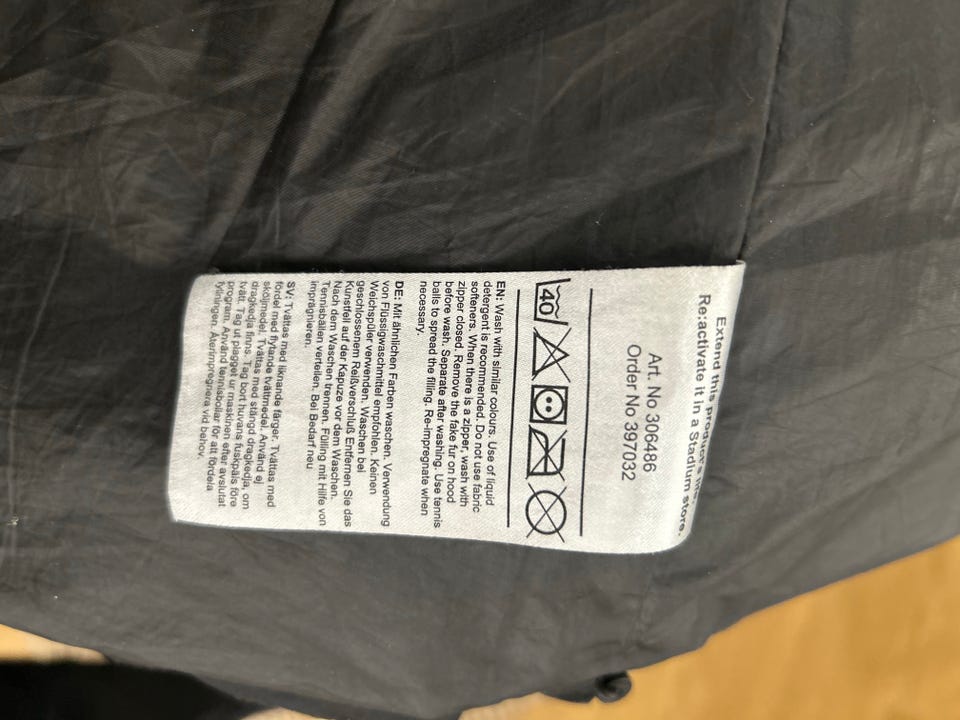 Extend this product's life.
Re:activate it in a Stadium store.
Art. No 306486
Order No 397032
40
EN: Wash with similar colours. Use of liquid
detergent is recommended. Do not use fabric
softeners. When there is a zipper, wash with
zipper closed. Remove the fake fur on hood
before wash. Separate after washing. Use tennis
balls to spread the filling. Re-impregnate when
necessary.
DE: Mit ähnlichen Farben waschen. Verwendung
von Flüssigwaschmittel empfohlen. Keinen
Weichspüler verwenden. Waschen bei
geschlossenem Reißverschluß Entfernen Sie das
Kunstfell auf der Kapuze vor dem Waschen.
Nach dem Waschen trennen. Füllung mit Hilfe von
Tennisbällen verteilen. Bei Bedarf neu
imprägnieren.
SV: Tvättas med liknande färger. Tvättas med
fördel med flytande tvättmedel. Använd ej
sköljmedel. Tvättas med stängd dragkedja, om
dragkedja finns. Tag bort huvans fuskpäls före
tvätt. Tag ut plagget ur maskinen efter avslutat
program. Använd tennisbollar för att fördela
fyllningen. Återimpregnera vid behov.